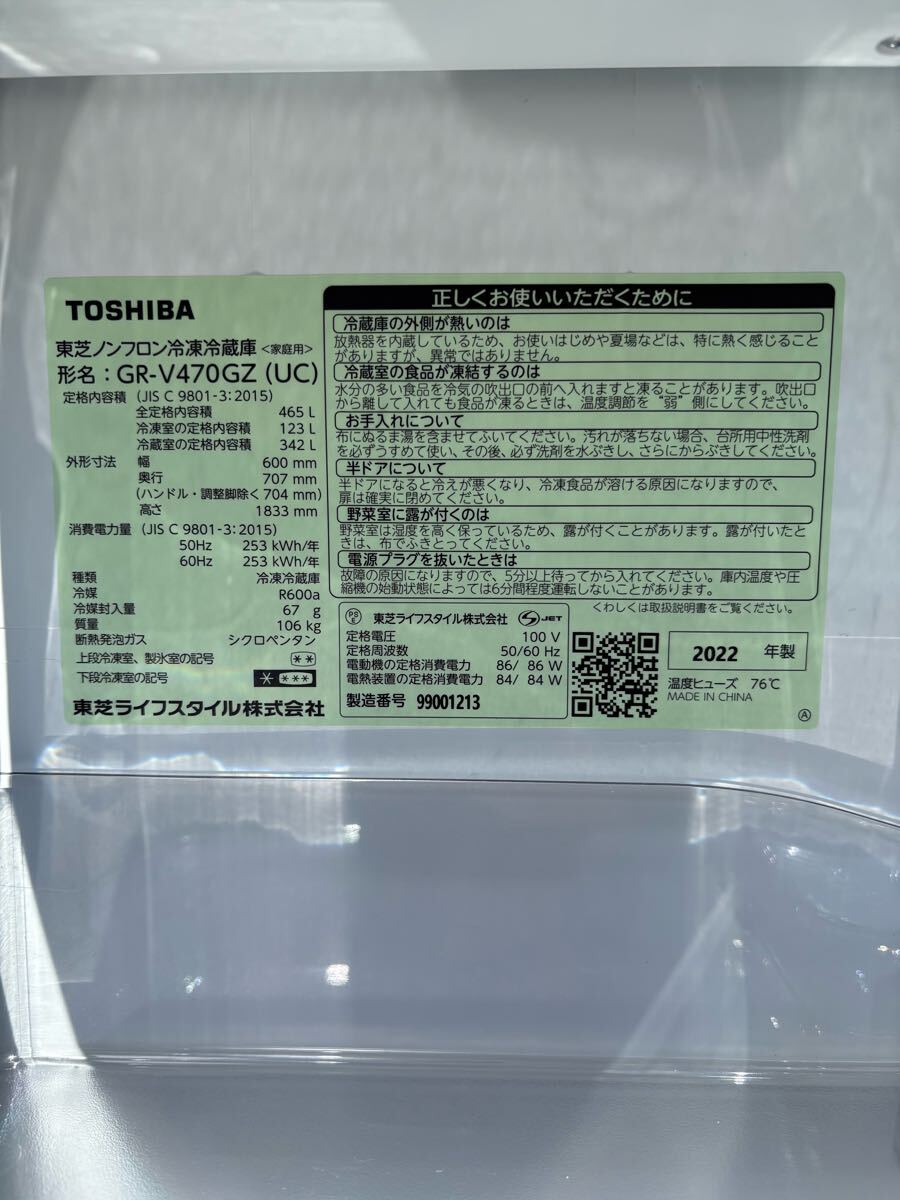 TOSHIBA
東芝ノンフロン冷凍冷蔵庫 <家庭用>
形名：GR-V470GZ (UC)
定格内容積 (JIS C 9801-3:2015)
全定格内容積 465 L
冷凍室の定格内容積 123 L
冷蔵室の定格内容積 342 L
外形寸法 幅 600 mm
奥行 707 mm
(ハンドル・調整脚除く 704 mm)
高さ 1833 mm
消費電力量 (JIS C 9801-3:2015)
50Hz 253 kWh/年
60Hz 253 kWh/年
種類 冷凍冷蔵庫
冷媒 R600a
冷媒封入量 67 g
質量 106 kg
断熱発泡ガス シクロペンタン
上段冷凍室、製氷室の記号 **
下段冷凍室の記号 * ***
東芝ライフスタイル株式会社
正しくお使いいただくために
冷蔵庫の外側が熱いのは
放熱器を内蔵しているため、お使いはじめや夏場などは、特に熱く感じること
がありますが、異常ではありません。
冷蔵室の食品が凍結するのは
水分の多い食品を冷気の吹出口の前へ入れますと凍ることがあります。吹出口
から離して入れても食品が凍るときは、温度調節を“弱”側にしてください。
お手入れについて
布にぬるま湯を含ませてふいてください。汚れが落ちない場合、台所用中性洗剤
を必ずうすめて使い、その後、必ず洗剤を水ぶきし、さらにからぶきしてください。
半ドアについて
半ドアになると冷えが悪くなり、冷凍食品が溶ける原因になりますので、
扉は確実に閉めてください。
野菜室に露が付くのは
野菜室は湿度を高く保っているため、露が付くことがあります。露が付いたと
きは、布でふきとってください。
電源プラグを抜いたときは
故障の原因になりますので、5分以上待ってから入れてください。庫内温度や圧
縮機の始動状態によっては6分間程度運転しないことがあります。
くわしくは取扱説明書をご覧ください。
PSE 東芝ライフスタイル株式会社 S JET
定格電圧 100 V
定格周波数 50/60 Hz
電動機の定格消費電力 86/ 86 W
電熱装置の定格消費電力 84/ 84 W
製造番号 99001213
2022 年製
温度ヒューズ 76℃
MADE IN CHINA
Ⓐ